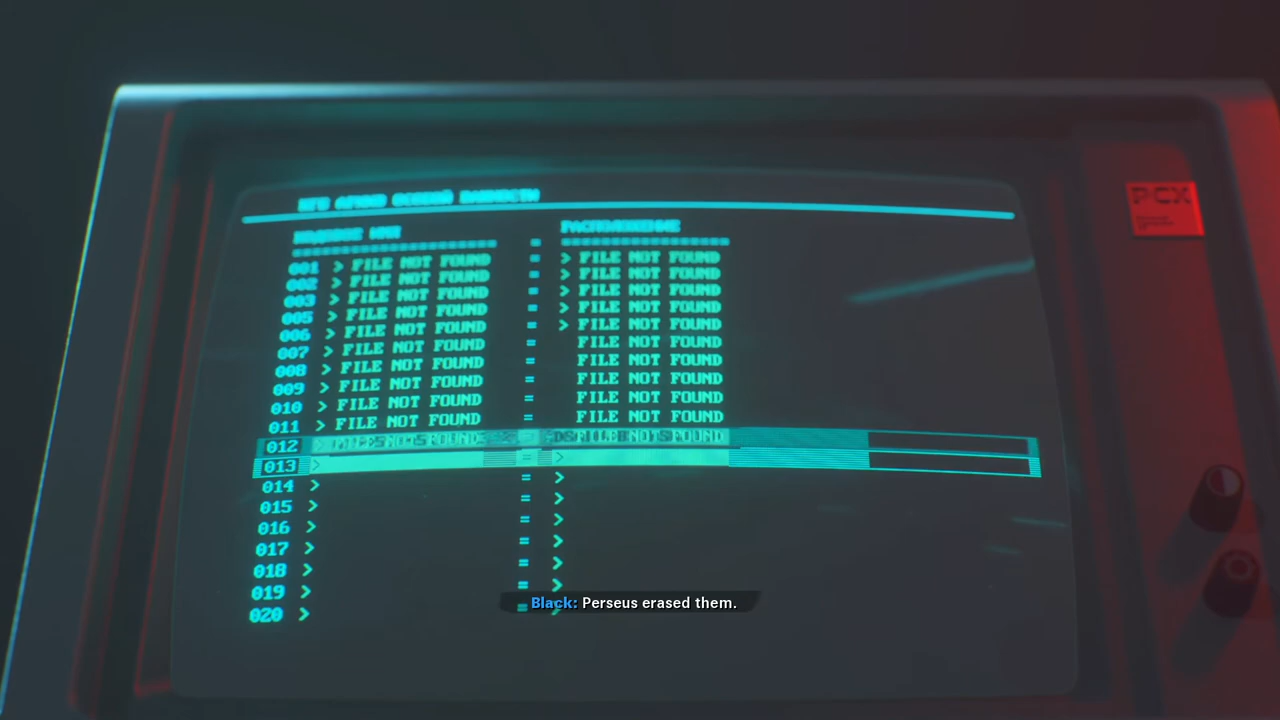 PCX
РАСПОЛОЖЕНИЕ
001 > FILE NOT FOUND = > FILE NOT FOUND
002 > FILE NOT FOUND = > FILE NOT FOUND
003 > FILE NOT FOUND = > FILE NOT FOUND
005 > FILE NOT FOUND = > FILE NOT FOUND
006 > FILE NOT FOUND = > FILE NOT FOUND
007 > FILE NOT FOUND = FILE NOT FOUND
008 > FILE NOT FOUND = FILE NOT FOUND
009 > FILE NOT FOUND = FILE NOT FOUND
010 > FILE NOT FOUND = FILE NOT FOUND
011 > FILE NOT FOUND = FILE NOT FOUND
012
013 > = >
014 > = >
015 > = >
016 > = >
017 > = >
018 > = >
019 > = >
020 > =
Black: Perseus erased them.